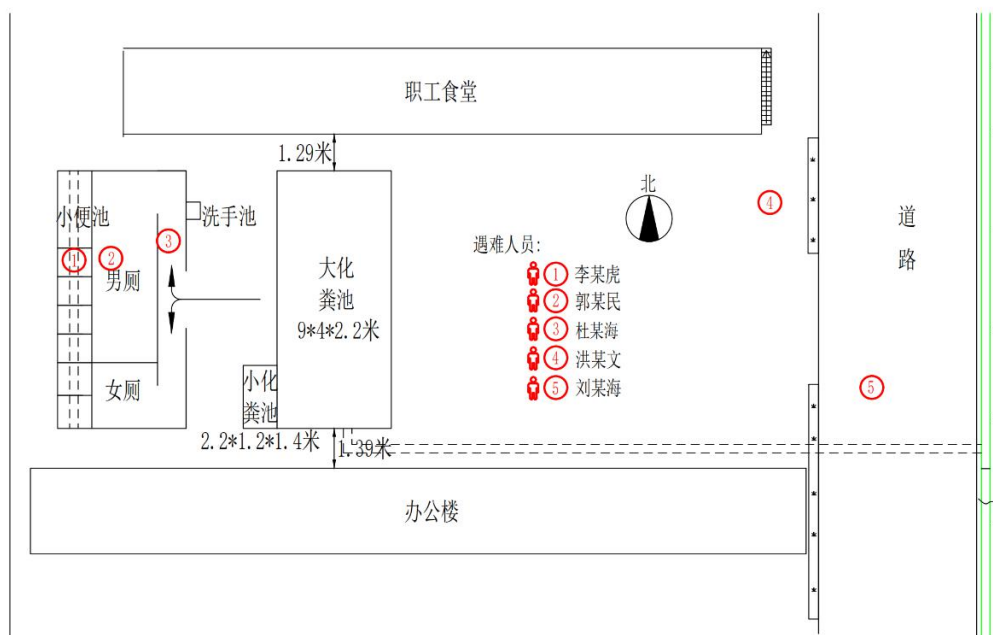 职工食堂
1.29米
北
④
小便池
洗手池
③
道
路
①
②
男厕
遇难人员:
大化
粪池
9*4*2.2米
① 李某虎
② 郭某民
③ 杜某海
④ 洪某文
⑤ 刘某海
⑤
女厕
小化
粪池
2.2*1.2*1.4米
1.39米
办公楼